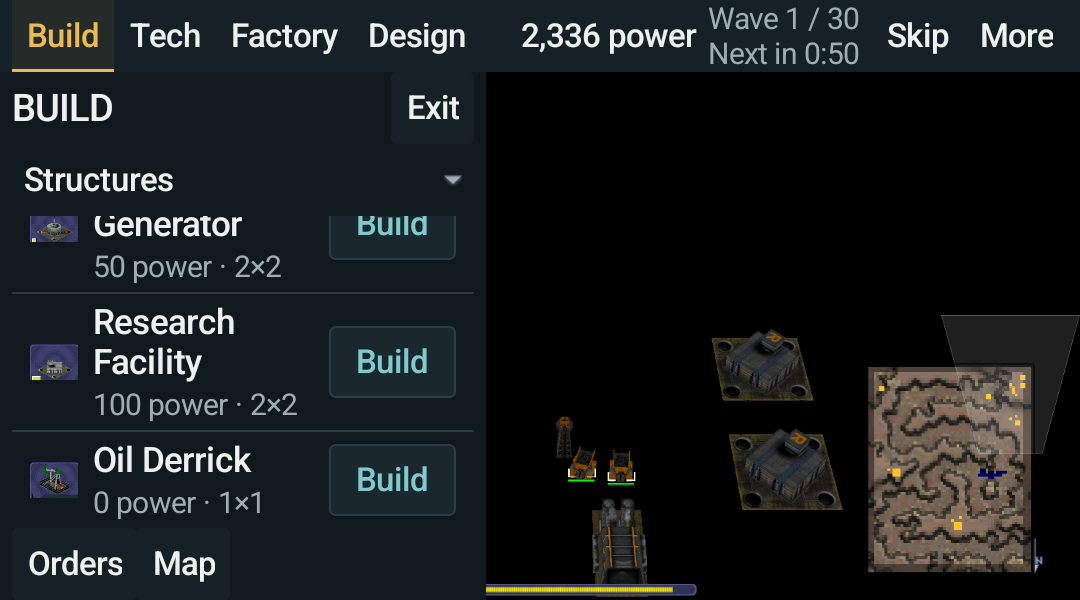 Build Tech Factory Design 2,336 power Wave 1 / 30 Skip More
Next in 0:50
BUILD Exit
Structures
Generator Build
50 power · 2×2
Research
Facility Build
100 power · 2×2
Oil Derrick Build
0 power · 1×1
Orders Map
N